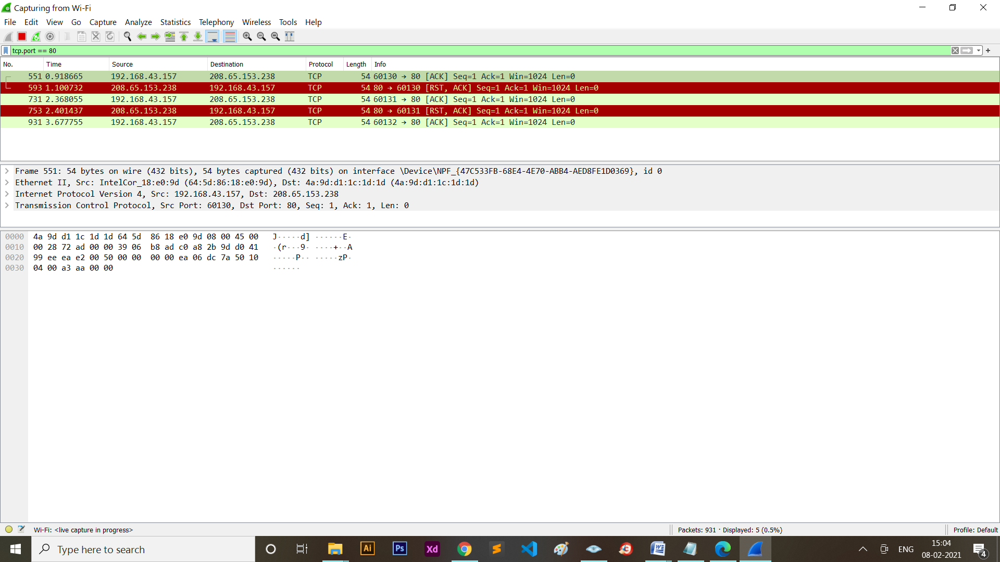 Capturing from Wi-Fi
File Edit View Go Capture Analyze Statistics Telephony Wireless Tools Help
tcp.port == 80
No. Time Source Destination Protocol Length Info
551 0.918665 192.168.43.157 208.65.153.238 TCP 54 60130 → 80 [ACK] Seq=1 Ack=1 Win=1024 Len=0
593 1.100732 208.65.153.238 192.168.43.157 TCP 54 80 → 60130 [RST, ACK] Seq=1 Ack=1 Win=1024 Len=0
731 2.368055 192.168.43.157 208.65.153.238 TCP 54 60131 → 80 [ACK] Seq=1 Ack=1 Win=1024 Len=0
753 2.401437 208.65.153.238 192.168.43.157 TCP 54 80 → 60131 [RST, ACK] Seq=1 Ack=1 Win=1024 Len=0
931 3.677755 192.168.43.157 208.65.153.238 TCP 54 60132 → 80 [ACK] Seq=1 Ack=1 Win=1024 Len=0
Frame 551: 54 bytes on wire (432 bits), 54 bytes captured (432 bits) on interface \Device\NPF_{47C533FB-68E4-4E70-ABB4-AED8FE1D0369}, id 0
Ethernet II, Src: IntelCor_18:e0:9d (64:5d:86:18:e0:9d), Dst: 4a:9d:d1:1c:1d:1d (4a:9d:d1:1c:1d:1d)
Internet Protocol Version 4, Src: 192.168.43.157, Dst: 208.65.153.238
Transmission Control Protocol, Src Port: 60130, Dst Port: 80, Seq: 1, Ack: 1, Len: 0
0000 4a 9d d1 1c 1d 1d 64 5d 86 18 e0 9d 08 00 45 00 J·····d] ······E·
0010 00 28 72 ad 00 00 39 06 b8 ad c0 a8 2b 9d d0 41 ·(r···9· ····+··A
0020 99 ee ea e2 00 50 00 00 00 00 ea 06 dc 7a 50 10 ·····P·· ·····zP·
0030 04 00 a3 aa 00 00 ······
Wi-Fi: <live capture in progress> Packets: 931 · Displayed: 5 (0.5%) Profile: Default
Type here to search Ai Ps Xd ENG 15:04
08-02-2021 4